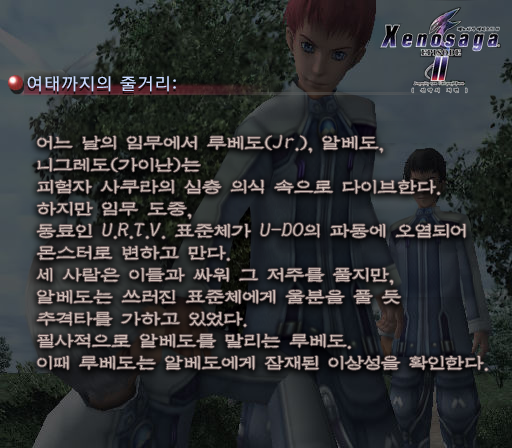 Xenosaga
EPISODE
II
여태까지의 줄거리:
어느 날의 임무에서 루베도(Jr.), 알베도,
니그레도(가이난)는
피험자 사쿠라의 심층 의식 속으로 다이브한다.
하지만 임무 도중,
동료인 U.R.T.V. 표준체가 U-DO의 파동에 오염되어
몬스터로 변하고 만다.
세 사람은 이들과 싸워 그 저주를 풀지만,
알베도는 쓰러진 표준체에게 울분을 풀 듯
추격타를 가하고 있었다.
필사적으로 알베도를 말리는 루베도.
이때 루베도는 알베도에게 잠재된 이상성을 확인한다.